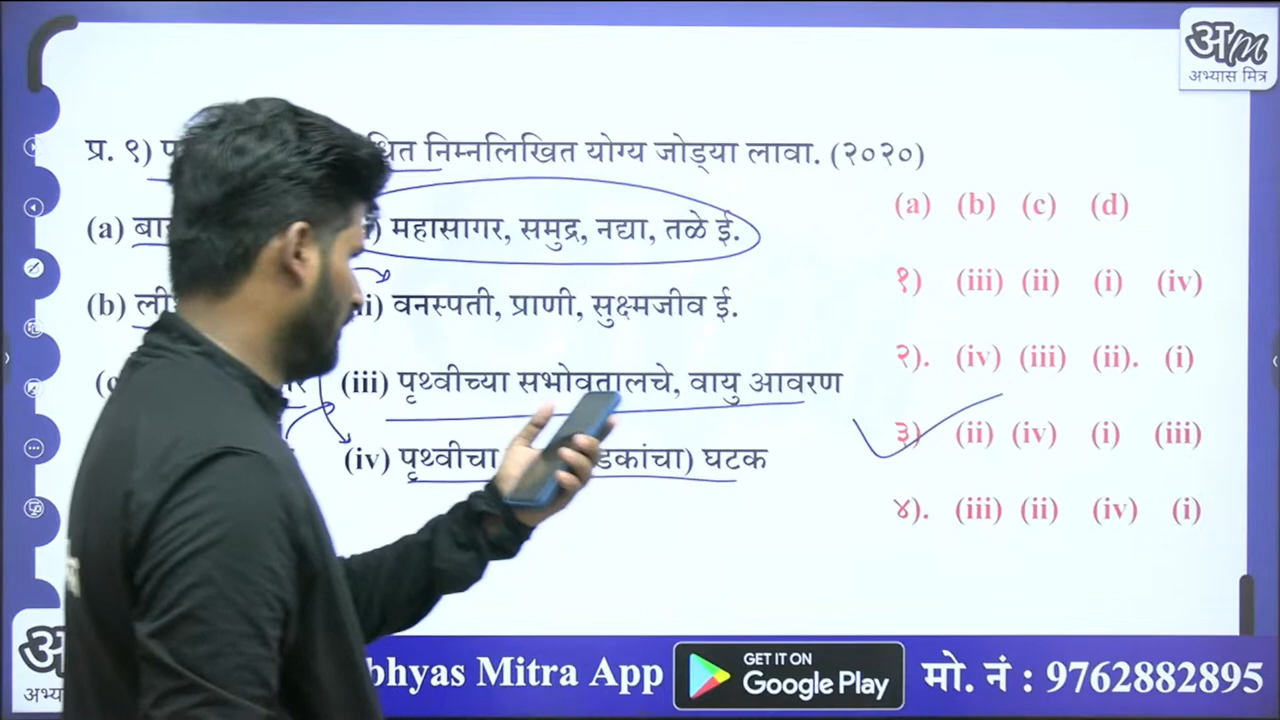 अm
अभ्यास मित्र
प्र. ९) निम्नलिखित योग्य जोड्या लावा. (२०२०)
(a) महासागर, समुद्र, नद्या, तळे ई.
(b) वनस्पती, प्राणी, सुक्ष्मजीव ई.
(iii) पृथ्वीच्या सभोवतालचे, वायु आवरण
(iv) पृथ्वीचा घटक
(a) (b) (c) (d)
१) (iii) (ii) (i) (iv)
२). (iv) (iii) (ii). (i)
३) (ii) (iv) (i) (iii)
४). (iii) (ii) (iv) (i)
Mitra App
GET IT ON
Google Play
मो. नं : 9762882895